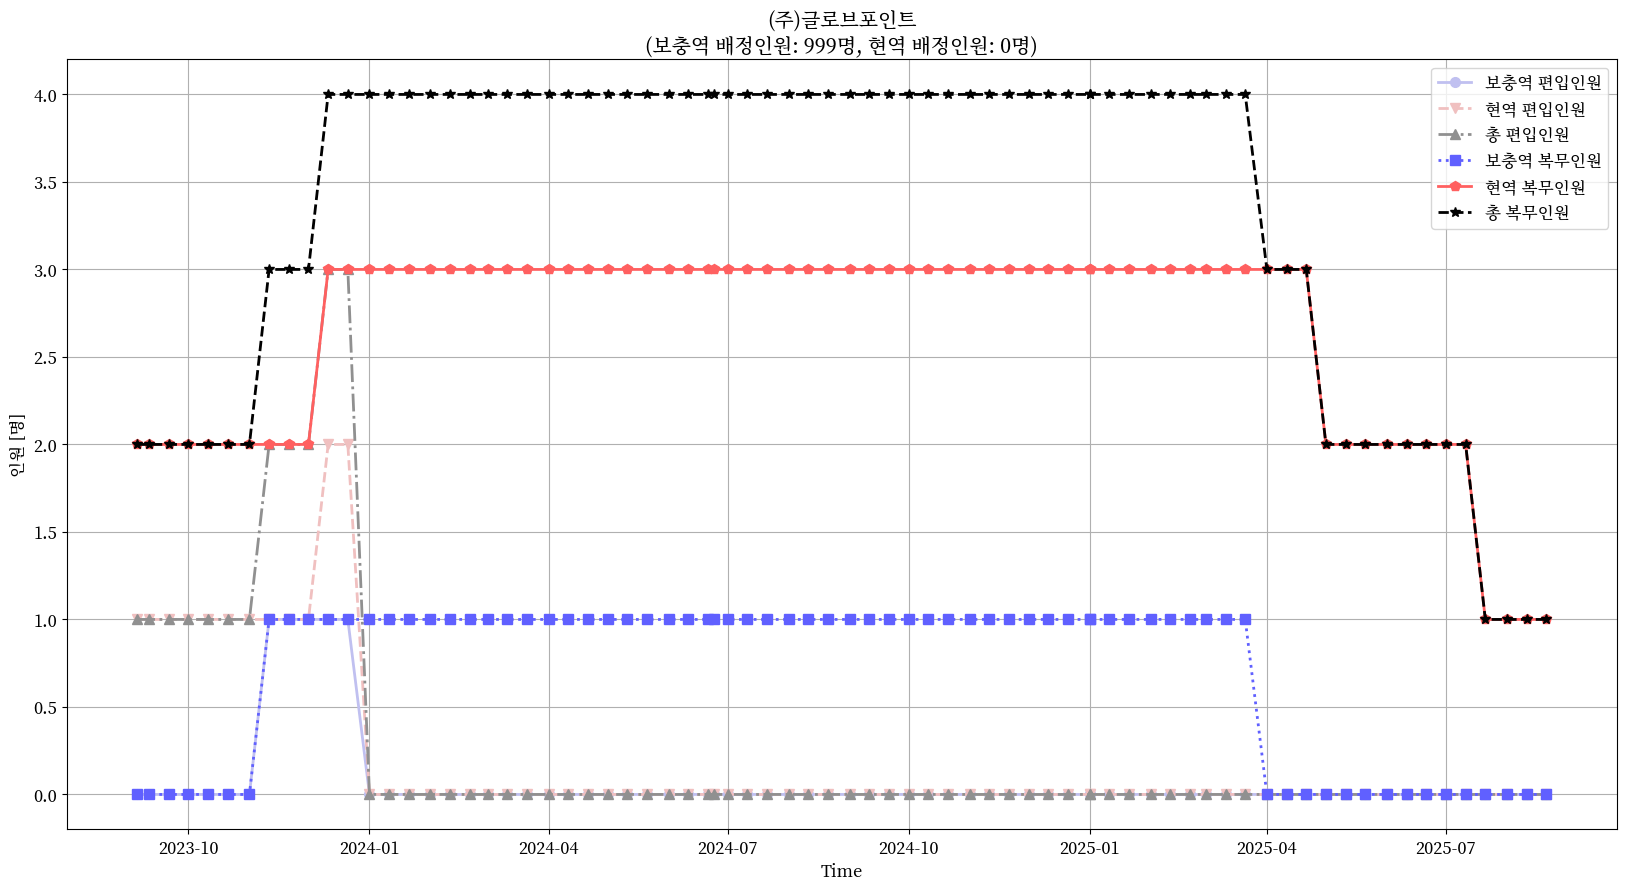 (주)글로브포인트
(보충역 배정인원: 999명, 현역 배정인원: 0명)
4.0
3.5
3.0
2.5
2.0
1.5
1.0
0.5
0.0
인원 [명]
보충역 편입인원
현역 편입인원
총 편입인원
보충역 복무인원
현역 복무인원
총 복무인원
2023-10
2024-01
2024-04
2024-07
2024-10
2025-01
2025-04
2025-07
Time